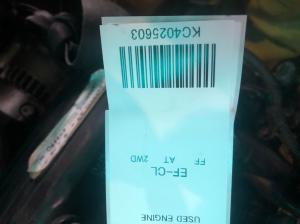 KC4025603
FF AT 2WD
EF-CL
USED ENGINE